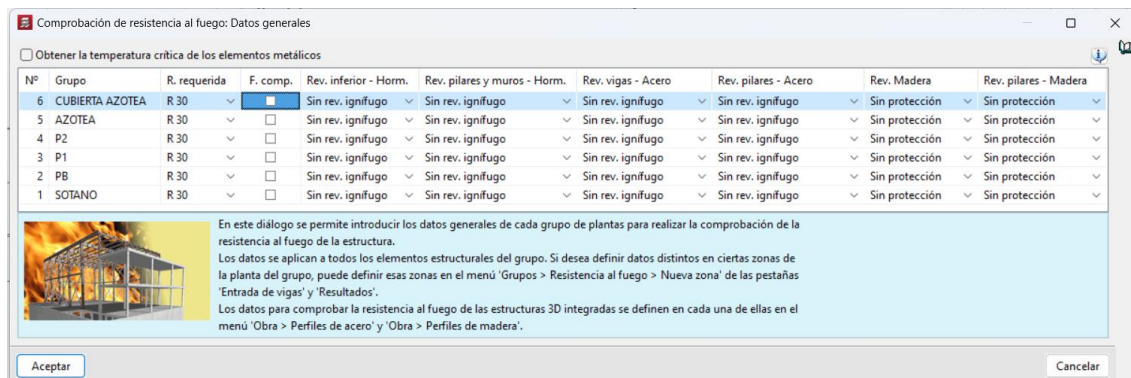 Comprobación de resistencia al fuego: Datos generales
Obtener la temperatura crítica de los elementos metálicos
Nº Grupo R. requerida F. comp. Rev. inferior - Horm. Rev. pilares y muros - Horm. Rev. vigas - Acero Rev. pilares - Acero Rev. Madera Rev. pilares - Madera
6 CUBIERTA AZOTEA R 30 Sin rev. ignífugo Sin rev. ignífugo Sin rev. ignífugo Sin rev. ignífugo Sin protección Sin protección
5 AZOTEA R 30 Sin rev. ignífugo Sin rev. ignífugo Sin rev. ignífugo Sin rev. ignífugo Sin protección Sin protección
4 P2 R 30 Sin rev. ignífugo Sin rev. ignífugo Sin rev. ignífugo Sin rev. ignífugo Sin protección Sin protección
3 P1 R 30 Sin rev. ignífugo Sin rev. ignífugo Sin rev. ignífugo Sin rev. ignífugo Sin protección Sin protección
2 PB R 30 Sin rev. ignífugo Sin rev. ignífugo Sin rev. ignífugo Sin rev. ignífugo Sin protección Sin protección
1 SOTANO R 30 Sin rev. ignífugo Sin rev. ignífugo Sin rev. ignífugo Sin rev. ignífugo Sin protección Sin protección
En este diálogo se permite introducir los datos generales de cada grupo de plantas para realizar la comprobación de la
resistencia al fuego de la estructura.
Los datos se aplican a todos los elementos estructurales del grupo. Si desea definir datos distintos en ciertas zonas de
la planta del grupo, puede definir esas zonas en el menú 'Grupos > Resistencia al fuego > Nueva zona' de las pestañas
'Entrada de vigas' y 'Resultados'.
Los datos para comprobar la resistencia al fuego de las estructuras 3D integradas se definen en cada una de ellas en el
menú 'Obra > Perfiles de acero' y 'Obra > Perfiles de madera'.
Aceptar Cancelar